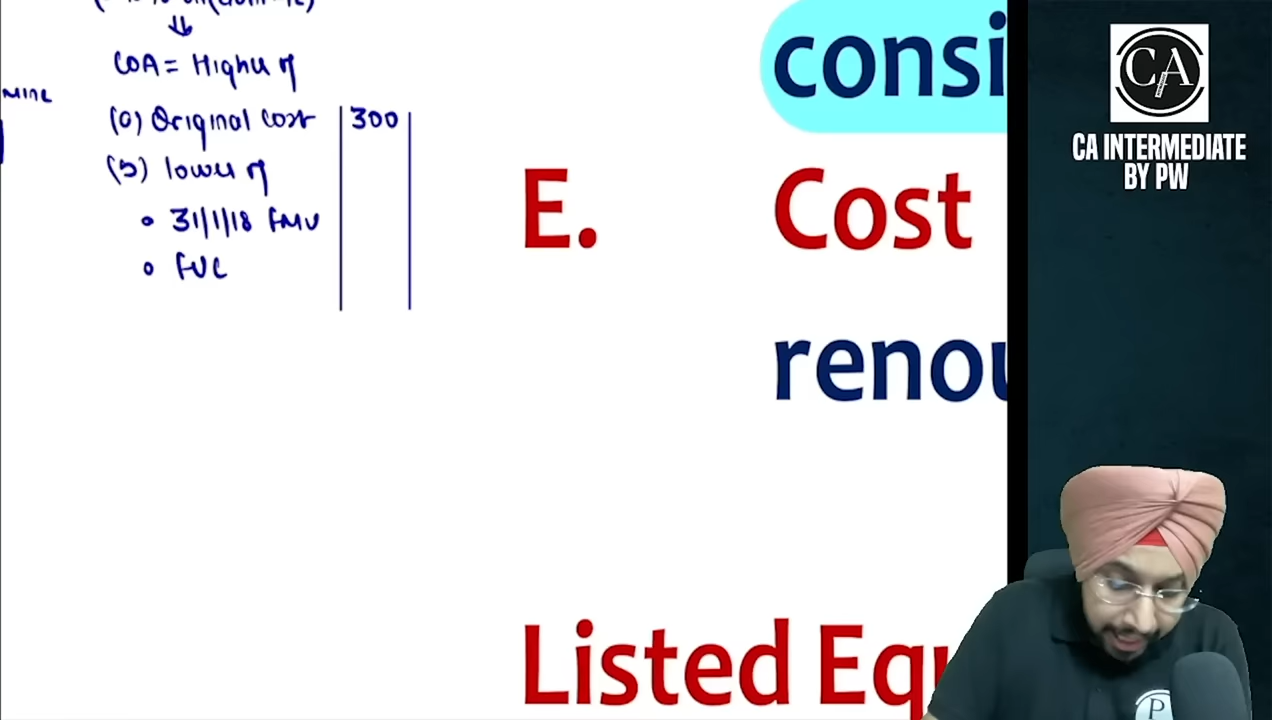 COA = Higher of
(a) Original cost 300
(b) lower of
• 31/1/18 FMV
• FVC
consi
E. Cost
renou
Listed Equ
CA
CA INTERMEDIATE
BY PW
P